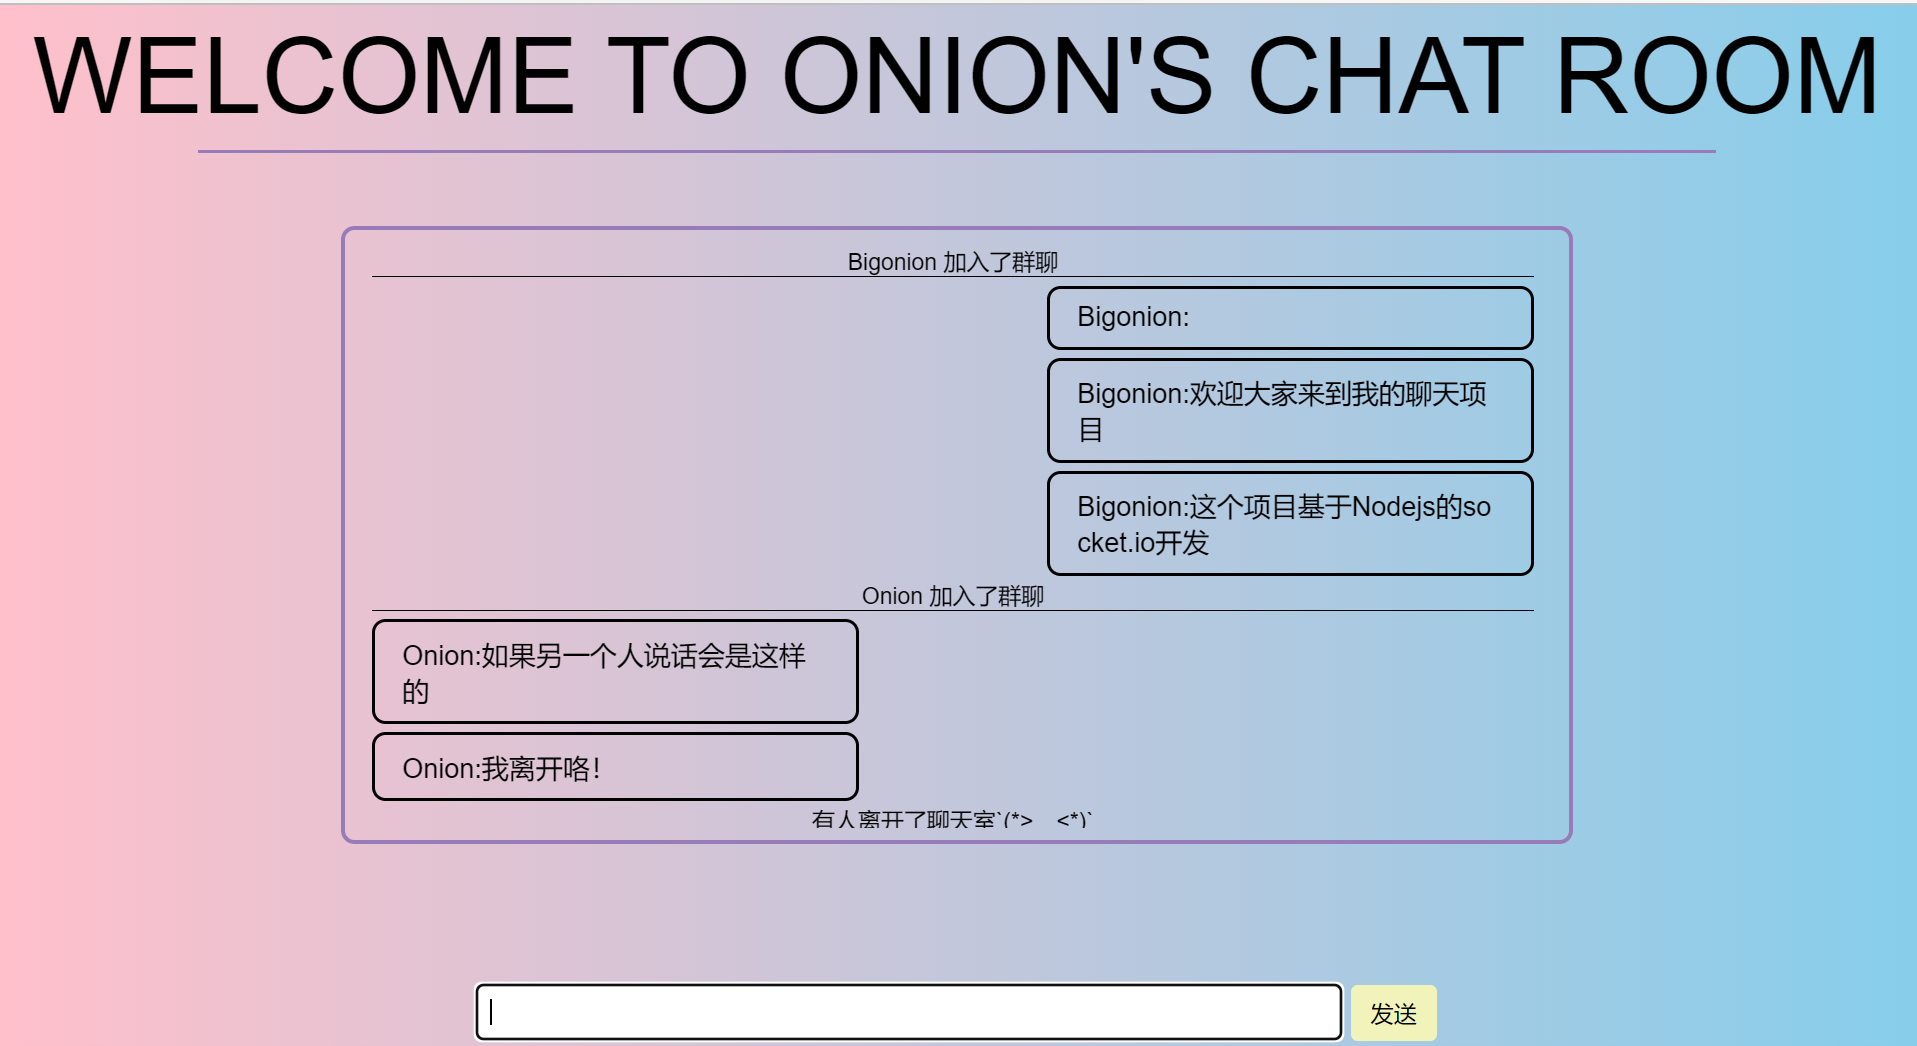 WELCOME TO ONION'S CHAT ROOM
Bigonion 加入了群聊
Bigonion:
Bigonion:欢迎大家来到我的聊天项
目
Bigonion:这个项目基于Nodejs的so
cket.io开发
Onion 加入了群聊
Onion:如果另一个人说话会是这样
的
Onion:我离开咯！
有人离开了聊天室`(*>﹏<*)`
发送